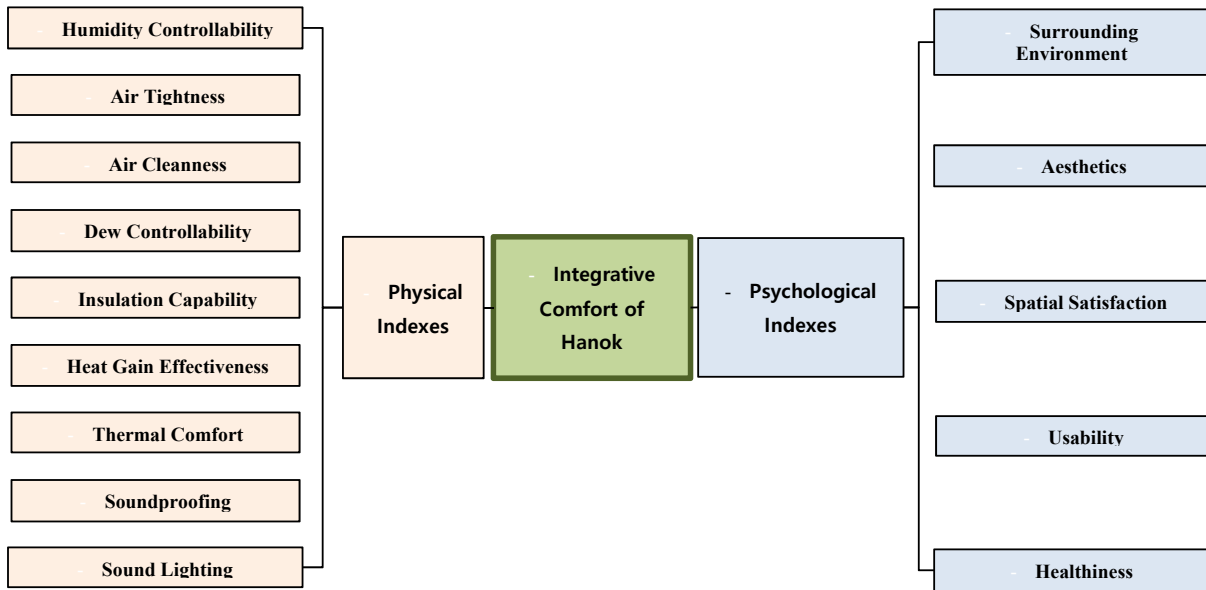 - Humidity Controllability
- Air Tightness
- Air Cleanness
- Dew Controllability
- Insulation Capability
- Heat Gain Effectiveness
- Thermal Comfort
- Soundproofing
- Sound Lighting
- Physical
Indexes
- Integrative
Comfort of
Hanok
- Psychological
Indexes
- Surrounding
Environment
- Aesthetics
- Spatial Satisfaction
- Usability
- Healthiness